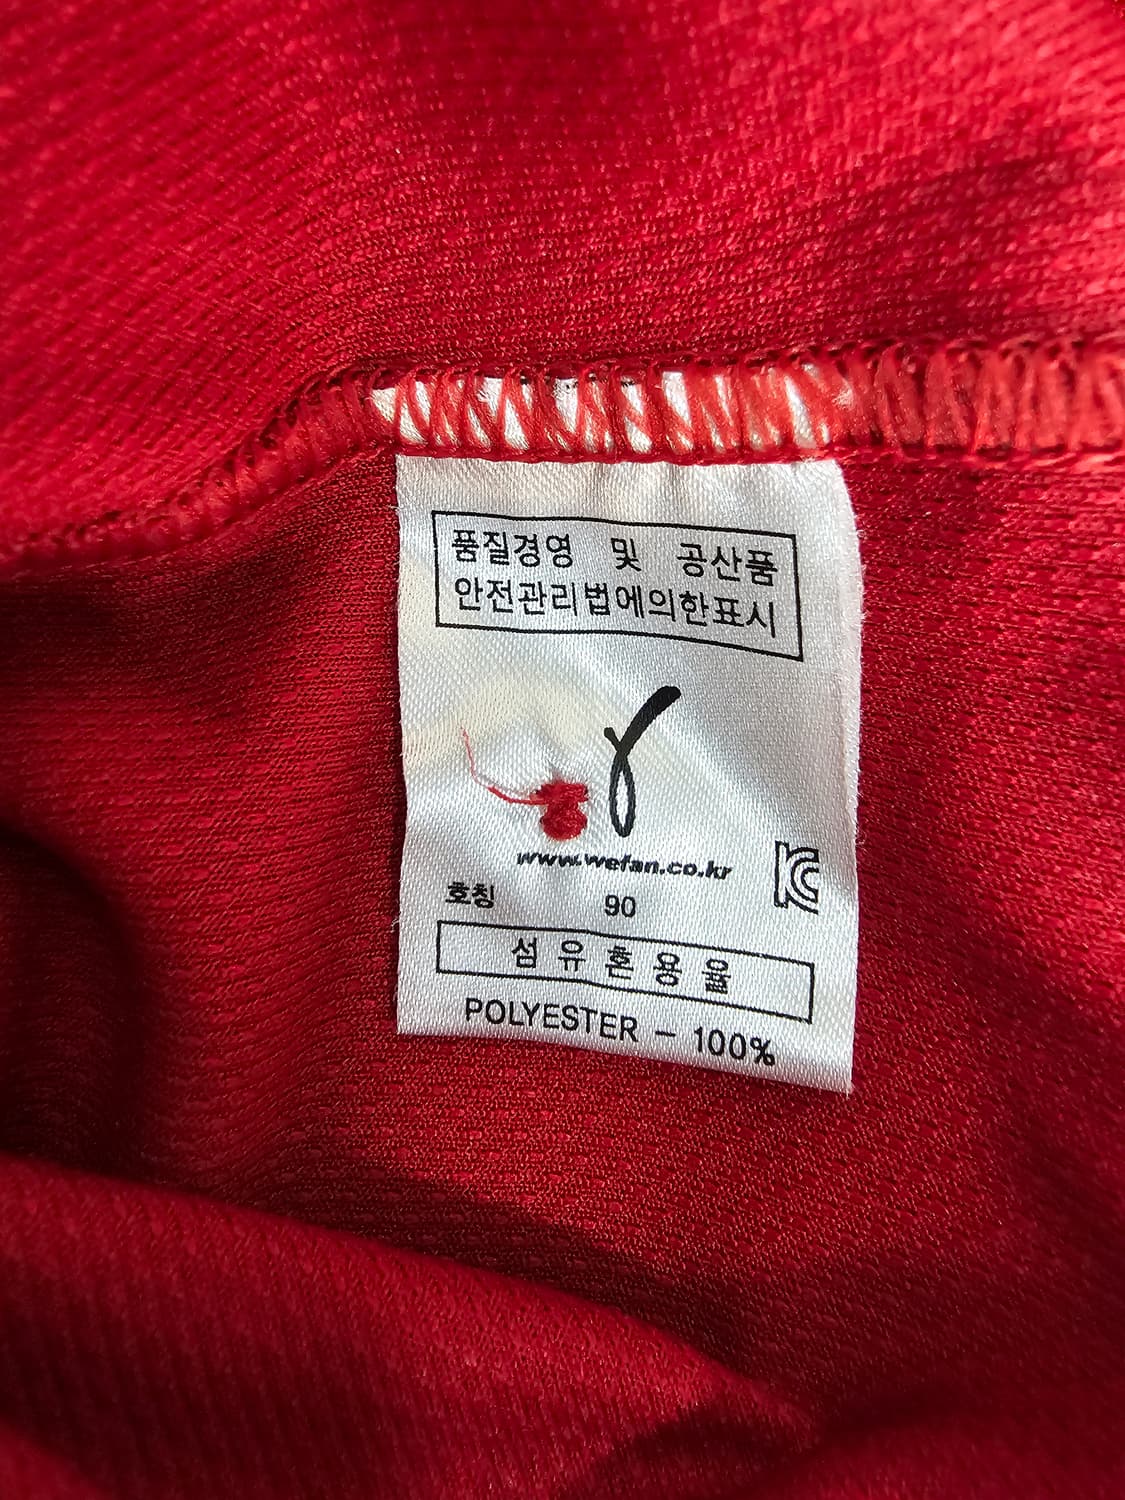 품질경영 및 공산품
안전관리법에의한표시
www.wefan.co.kr
호칭 90
섬유혼용율
POLYESTER - 100%